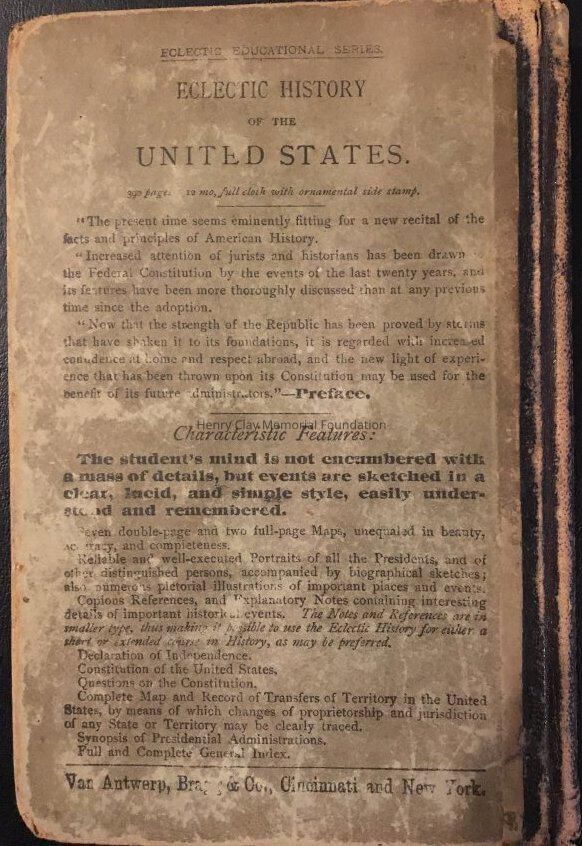 ECLECTIC EDUCATIONAL SERIES.
ECLECTIC HISTORY
OF THE
UNITED STATES.
390 pages 12 mo, full cloth with ornamental side stamp.
"The present time seems eminently fitting for a new recital of the
facts and principles of American History.
"Increased attention of jurists and historians has been drawn to
the Federal Constitution by the events of the last twenty years, and
its features have been more thoroughly discussed than at any previous
time since the adoption.
"Now that the strength of the Republic has been proved by storms
that have shaken it to its foundations, it is regarded with increased
confidence at home and respect abroad, and the new light of experi-
ence that has been thrown upon its Constitution may be used for the
benefit of its future administrators."—Preface.
Henry Clay Memorial Foundation
Characteristic Features:
The student's mind is not encumbered with
a mass of details, but events are sketched in a
clear, lucid, and simple style, easily under-
stood and remembered.
Seven double-page and two full-page Maps, unequaled in beauty,
accuracy, and completeness.
Reliable and well-executed Portraits of all the Presidents, and of
other distinguished persons, accompanied by biographical sketches;
also numerous pictorial illustrations of important places and events.
Copious References, and Explanatory Notes containing interesting
details of important historical events. The Notes and References are in
smaller type, thus making it possible to use the Eclectic History for either a
short or extended course in History, as may be preferred.
Declaration of Independence.
Constitution of the United States.
Questions on the Constitution.
Complete Map and Record of Transfers of Territory in the United
States, by means of which changes of proprietorship and jurisdiction
of any State or Territory may be clearly traced.
Synopsis of Presidential Administrations.
Full and Complete General Index.
Van Antwerp, Bragg & Co., Cincinnati and New York.